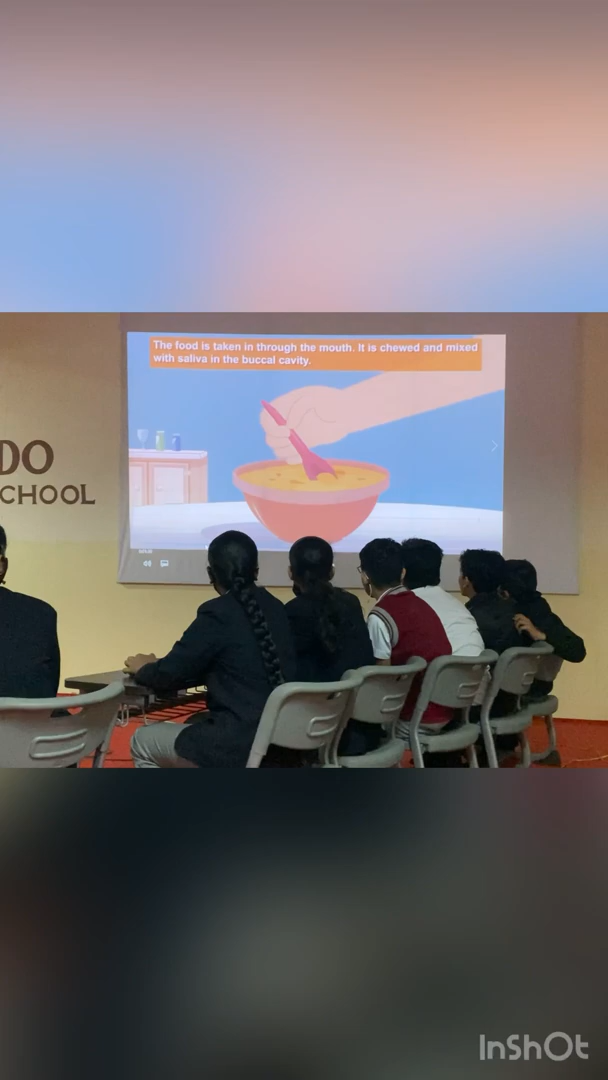 The food is taken in through the mouth. It is chewed and mixed
with saliva in the buccal cavity.
DO
CHOOL
InShOt